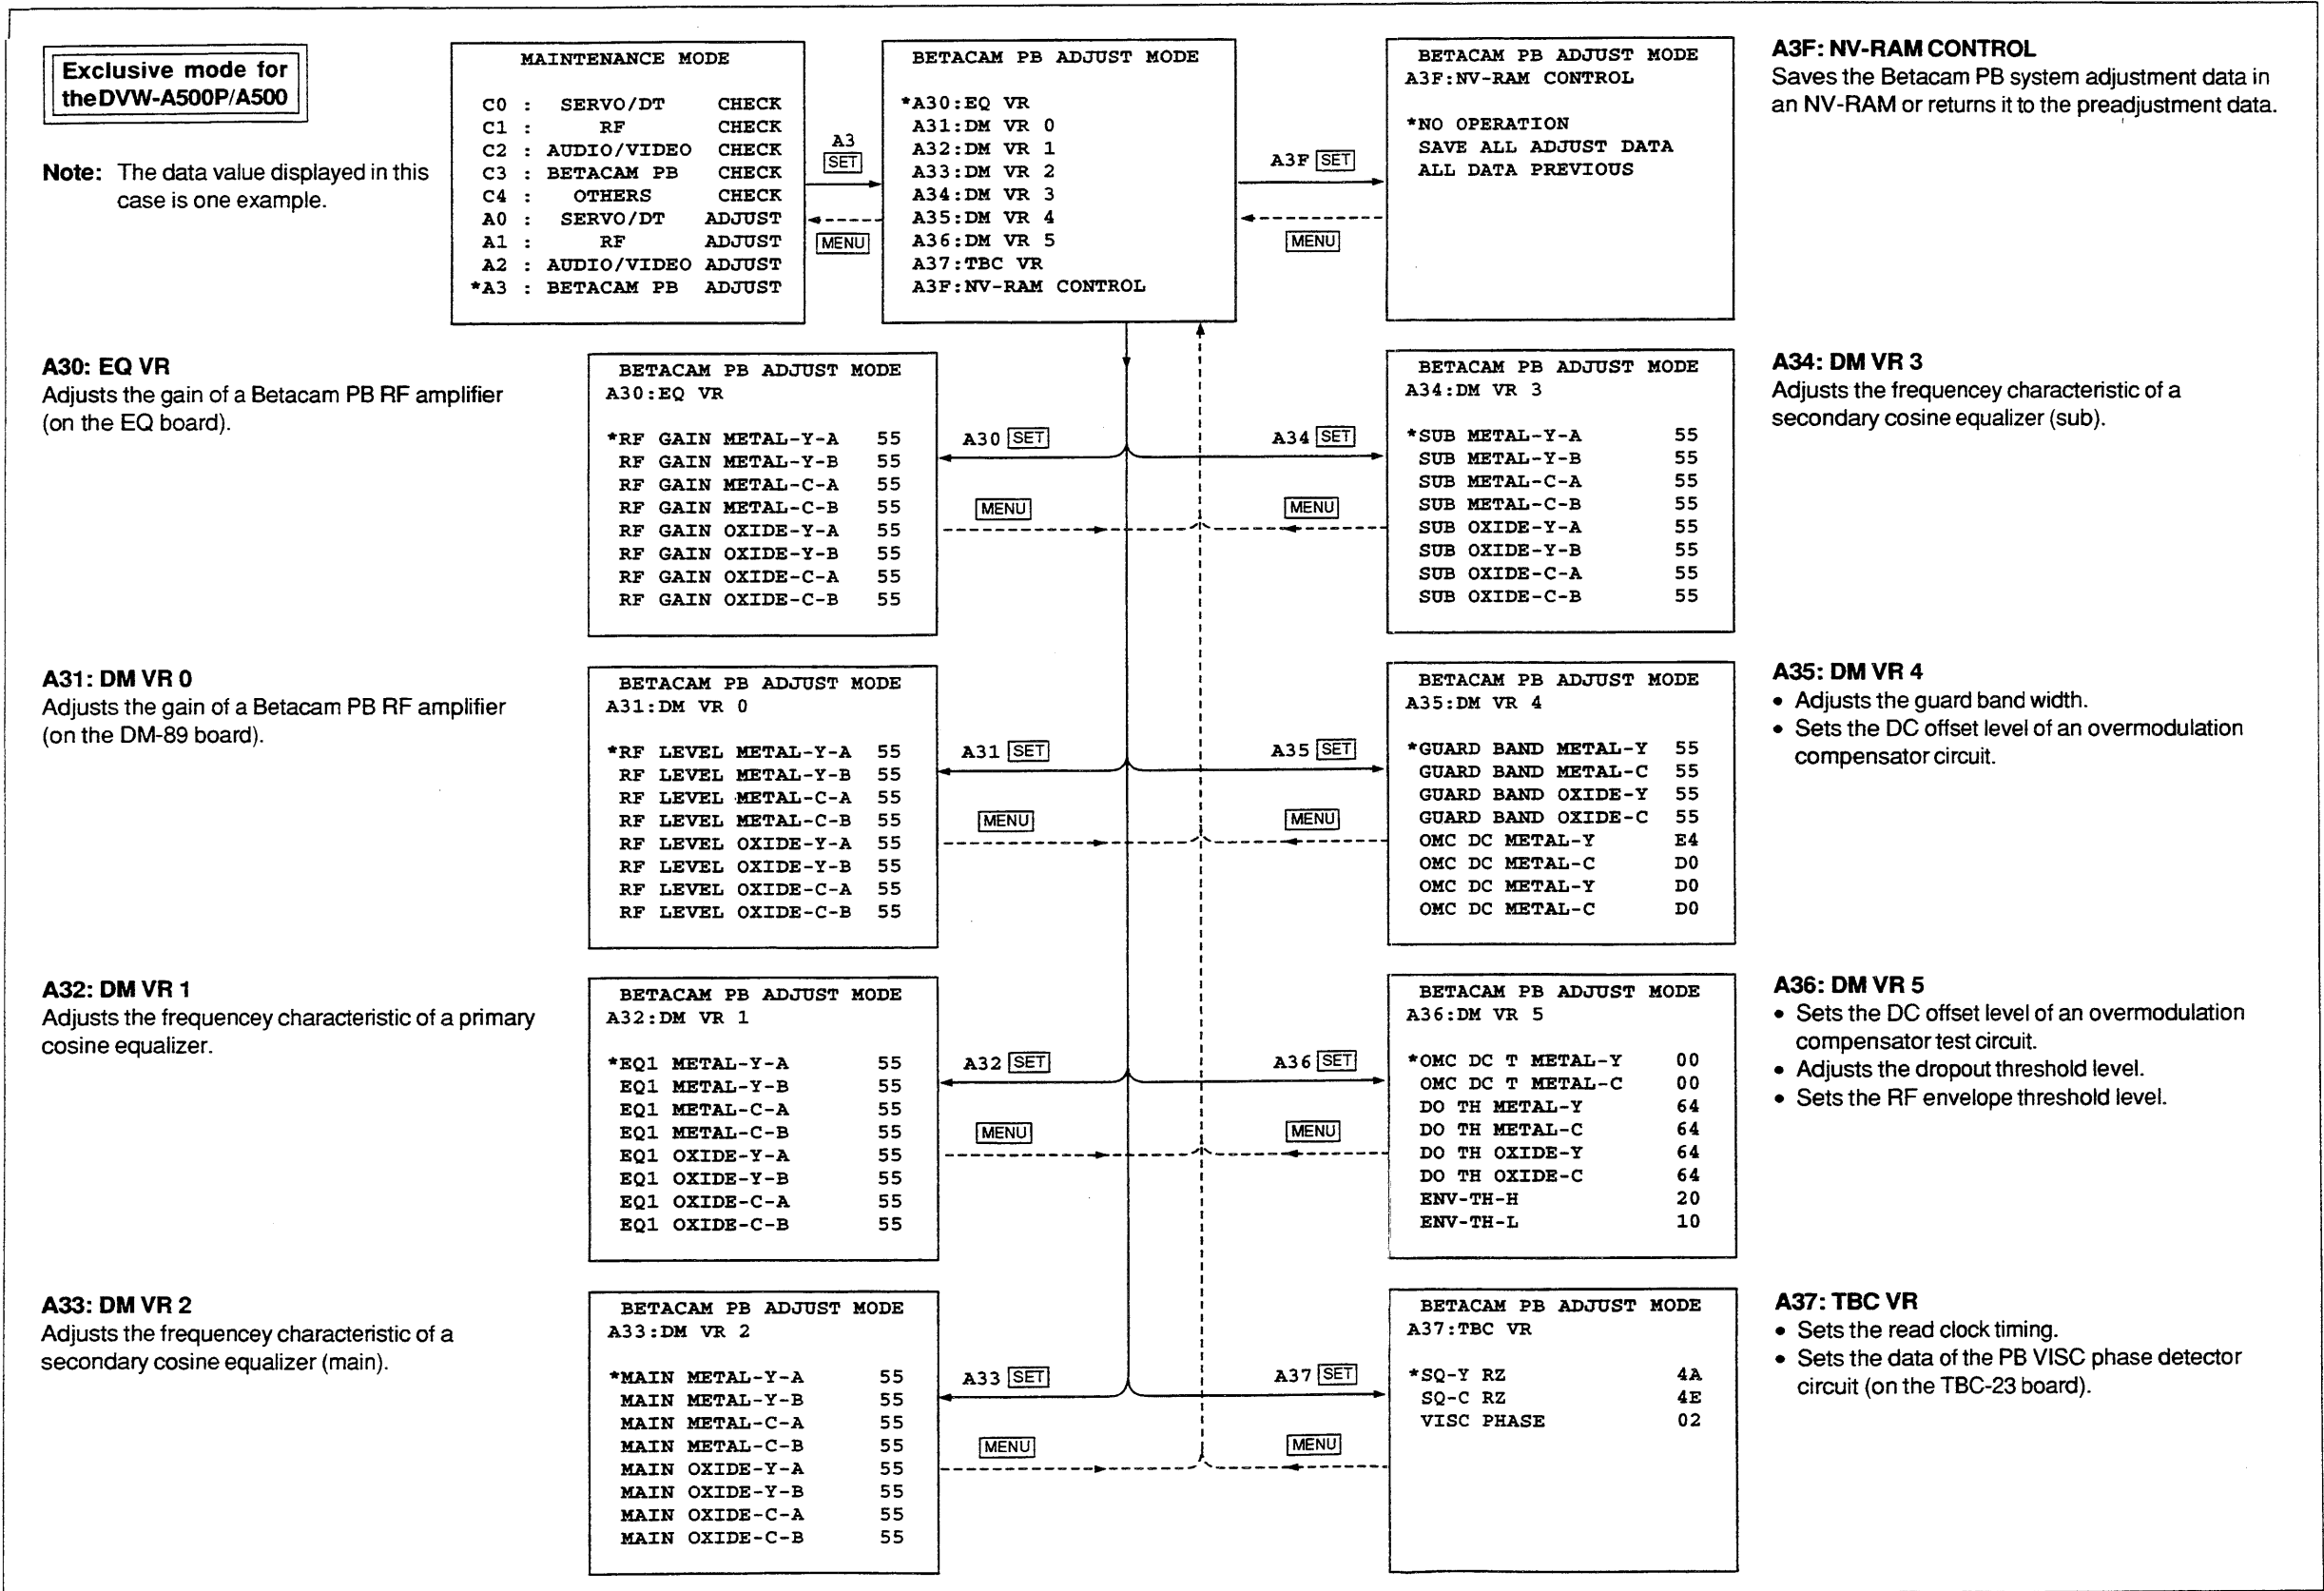 Exclusive mode for
the DVW-A500P/A500
Note: The data value displayed in this
case is one example.
MAINTENANCE MODE
C0 : SERVO/DT CHECK
C1 : RF CHECK
C2 : AUDIO/VIDEO CHECK
C3 : BETACAM PB CHECK
C4 : OTHERS CHECK
A0 : SERVO/DT ADJUST
A1 : RF ADJUST
A2 : AUDIO/VIDEO ADJUST
*A3 : BETACAM PB ADJUST
A3
SET
MENU
BETACAM PB ADJUST MODE
*A30:EQ VR
A31:DM VR 0
A32:DM VR 1
A33:DM VR 2
A34:DM VR 3
A35:DM VR 4
A36:DM VR 5
A37:TBC VR
A3F:NV-RAM CONTROL
A3F SET
MENU
BETACAM PB ADJUST MODE
A3F:NV-RAM CONTROL
*NO OPERATION
SAVE ALL ADJUST DATA
ALL DATA PREVIOUS
A3F: NV-RAM CONTROL
Saves the Betacam PB system adjustment data in
an NV-RAM or returns it to the preadjustment data.
A30: EQ VR
Adjusts the gain of a Betacam PB RF amplifier
(on the EQ board).
BETACAM PB ADJUST MODE
A30:EQ VR
*RF GAIN METAL-Y-A 55
RF GAIN METAL-Y-B 55
RF GAIN METAL-C-A 55
RF GAIN METAL-C-B 55
RF GAIN OXIDE-Y-A 55
RF GAIN OXIDE-Y-B 55
RF GAIN OXIDE-C-A 55
RF GAIN OXIDE-C-B 55
A30 SET
MENU
A34 SET
MENU
BETACAM PB ADJUST MODE
A34:DM VR 3
*SUB METAL-Y-A 55
SUB METAL-Y-B 55
SUB METAL-C-A 55
SUB METAL-C-B 55
SUB OXIDE-Y-A 55
SUB OXIDE-Y-B 55
SUB OXIDE-C-A 55
SUB OXIDE-C-B 55
A34: DM VR 3
Adjusts the frequencey characteristic of a
secondary cosine equalizer (sub).
A31: DM VR 0
Adjusts the gain of a Betacam PB RF amplifier
(on the DM-89 board).
BETACAM PB ADJUST MODE
A31:DM VR 0
*RF LEVEL METAL-Y-A 55
RF LEVEL METAL-Y-B 55
RF LEVEL METAL-C-A 55
RF LEVEL METAL-C-B 55
RF LEVEL OXIDE-Y-A 55
RF LEVEL OXIDE-Y-B 55
RF LEVEL OXIDE-C-A 55
RF LEVEL OXIDE-C-B 55
A31 SET
MENU
A35 SET
MENU
BETACAM PB ADJUST MODE
A35:DM VR 4
*GUARD BAND METAL-Y 55
GUARD BAND METAL-C 55
GUARD BAND OXIDE-Y 55
GUARD BAND OXIDE-C 55
OMC DC METAL-Y E4
OMC DC METAL-C D0
OMC DC METAL-Y D0
OMC DC METAL-C D0
A35: DM VR 4
• Adjusts the guard band width.
• Sets the DC offset level of an overmodulation
compensator circuit.
A32: DM VR 1
Adjusts the frequencey characteristic of a primary
cosine equalizer.
BETACAM PB ADJUST MODE
A32:DM VR 1
*EQ1 METAL-Y-A 55
EQ1 METAL-Y-B 55
EQ1 METAL-C-A 55
EQ1 METAL-C-B 55
EQ1 OXIDE-Y-A 55
EQ1 OXIDE-Y-B 55
EQ1 OXIDE-C-A 55
EQ1 OXIDE-C-B 55
A32 SET
MENU
A36 SET
MENU
BETACAM PB ADJUST MODE
A36:DM VR 5
*OMC DC T METAL-Y 00
OMC DC T METAL-C 00
DO TH METAL-Y 64
DO TH METAL-C 64
DO TH OXIDE-Y 64
DO TH OXIDE-C 64
ENV-TH-H 20
ENV-TH-L 10
A36: DM VR 5
• Sets the DC offset level of an overmodulation
compensator test circuit.
• Adjusts the dropout threshold level.
• Sets the RF envelope threshold level.
A33: DM VR 2
Adjusts the frequencey characteristic of a
secondary cosine equalizer (main).
BETACAM PB ADJUST MODE
A33:DM VR 2
*MAIN METAL-Y-A 55
MAIN METAL-Y-B 55
MAIN METAL-C-A 55
MAIN METAL-C-B 55
MAIN OXIDE-Y-A 55
MAIN OXIDE-Y-B 55
MAIN OXIDE-C-A 55
MAIN OXIDE-C-B 55
A33 SET
MENU
A37 SET
MENU
BETACAM PB ADJUST MODE
A37:TBC VR
*SQ-Y RZ 4A
SQ-C RZ 4E
VISC PHASE 02
A37: TBC VR
• Sets the read clock timing.
• Sets the data of the PB VISC phase detector
circuit (on the TBC-23 board).